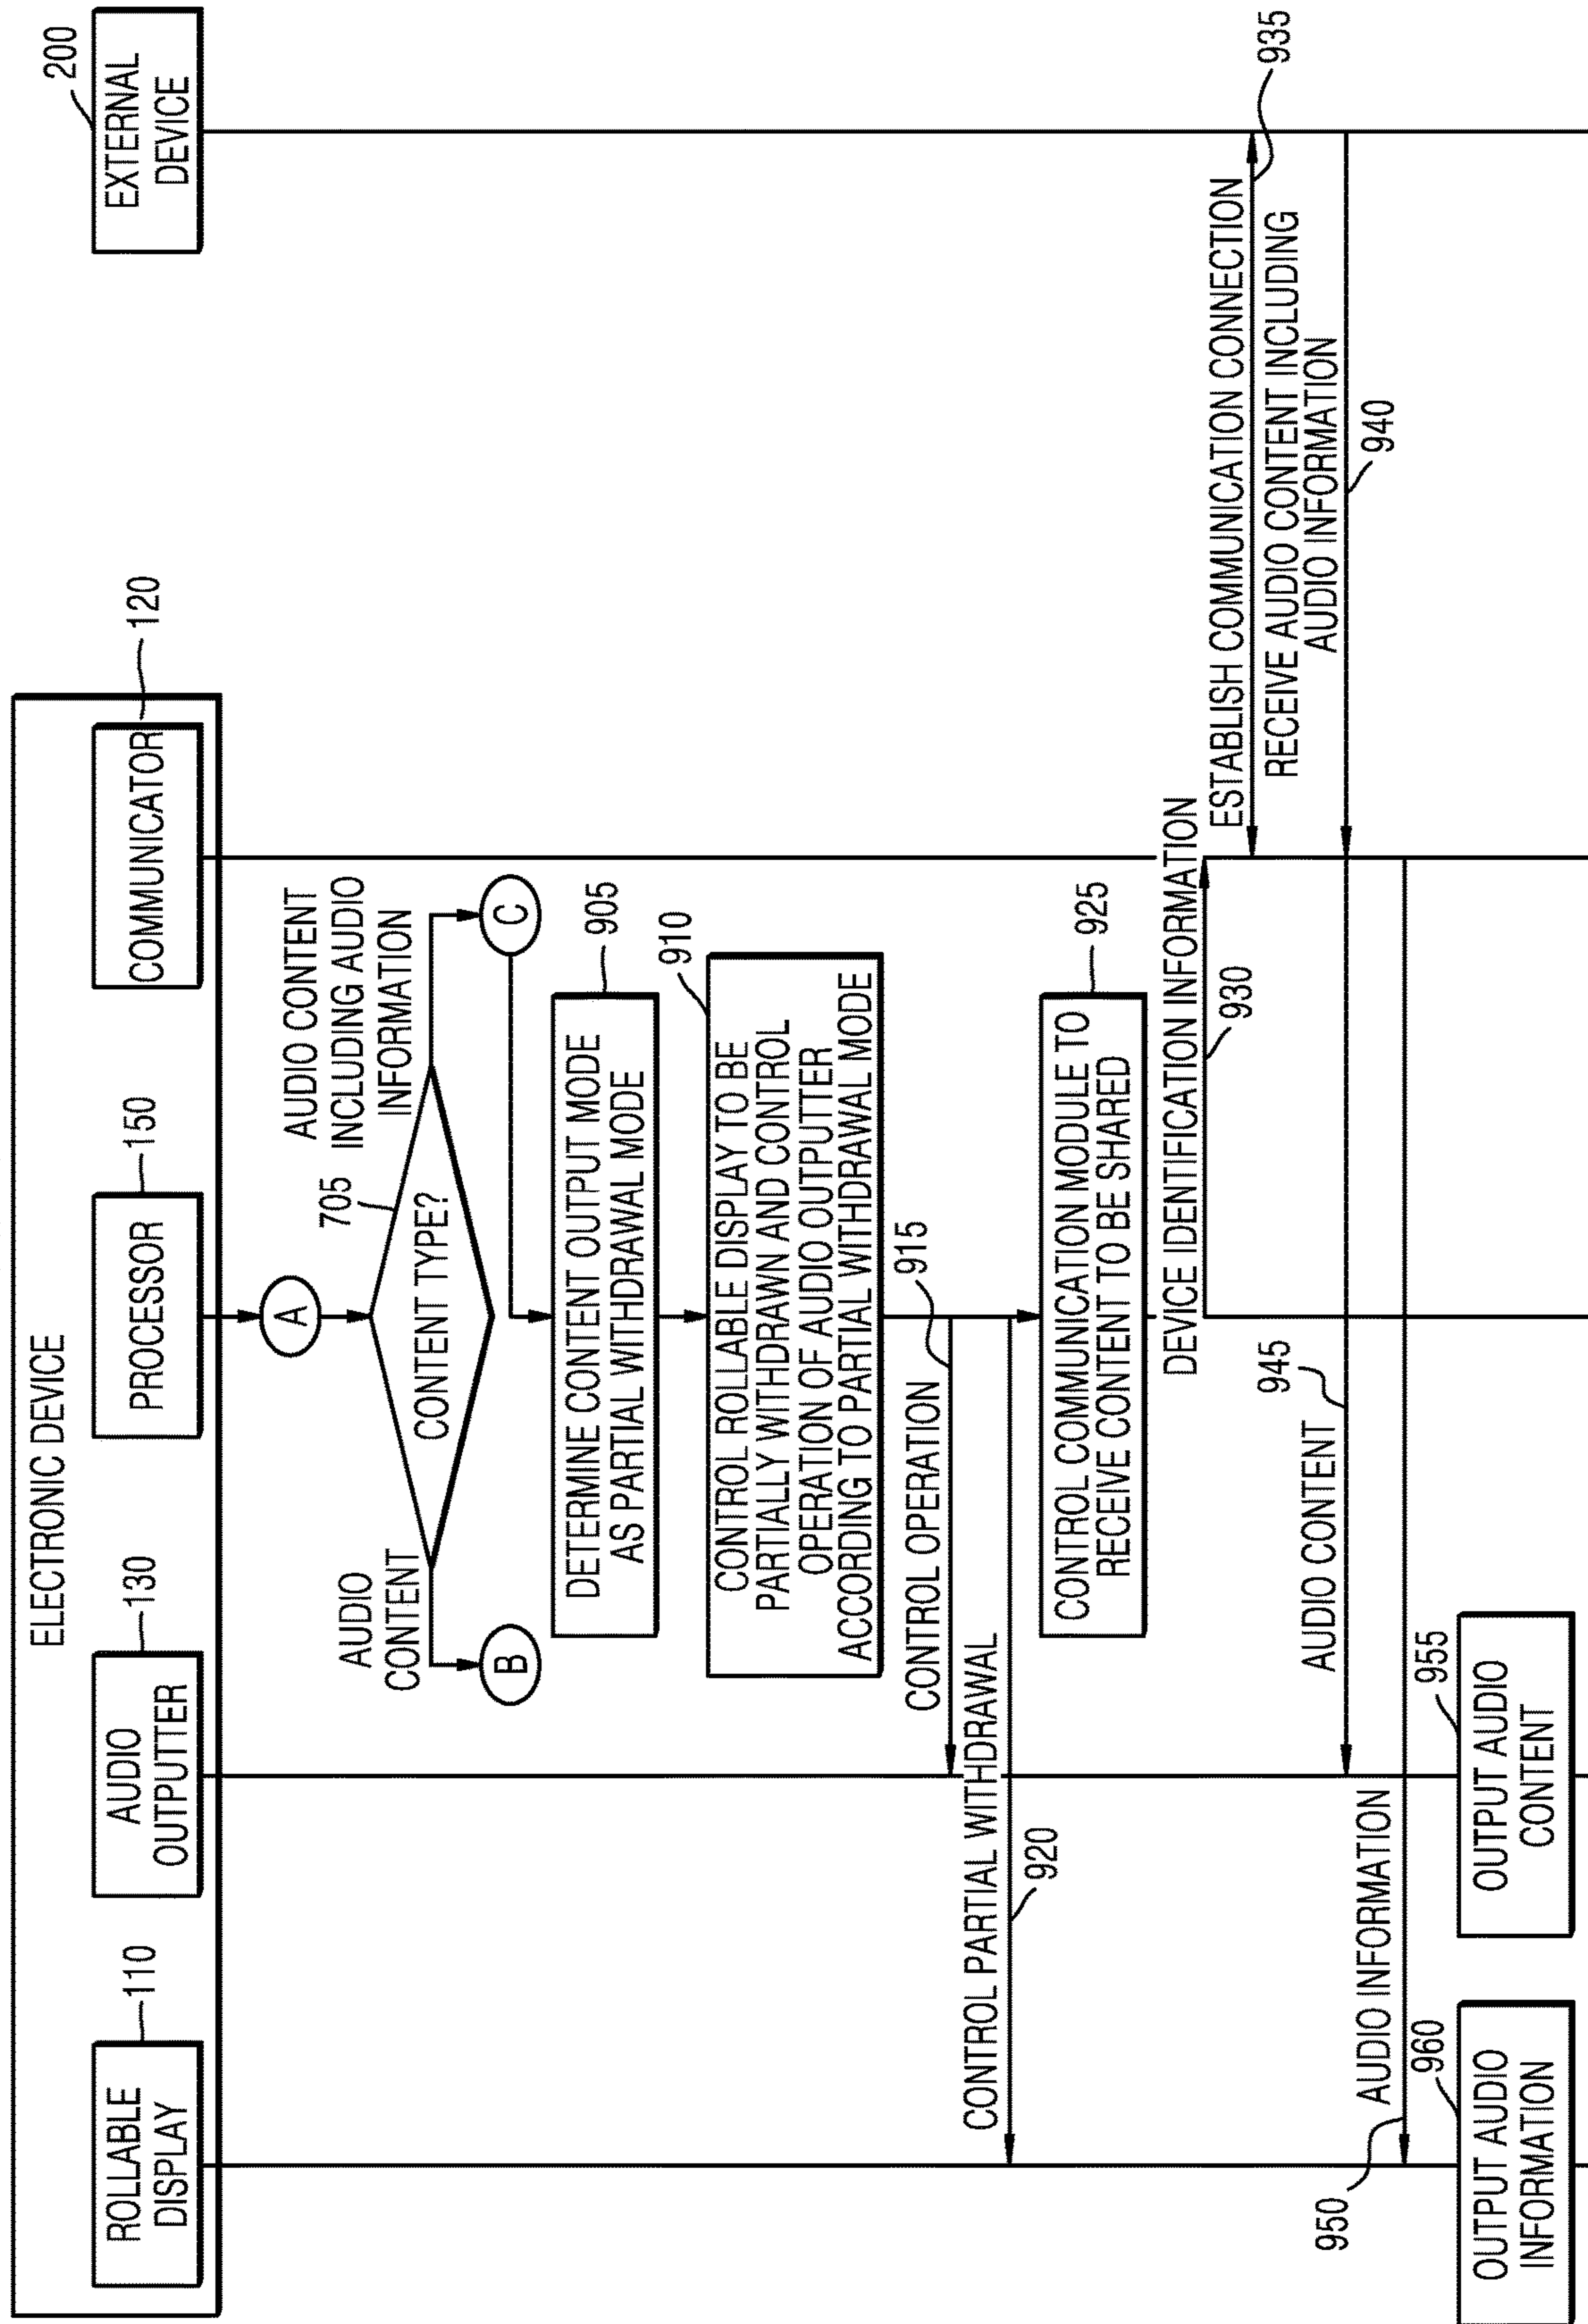 ELECTRONIC DEVICE
ROLLABLE
DISPLAY
110
AUDIO
OUTPUTTER
130
PROCESSOR
150
COMMUNICATOR
120
EXTERNAL
DEVICE
200
A
705
CONTENT TYPE?
AUDIO
CONTENT
B
AUDIO CONTENT
INCLUDING AUDIO
INFORMATION
C
DETERMINE CONTENT OUTPUT MODE
AS PARTIAL WITHDRAWAL MODE
905
CONTROL ROLLABLE DISPLAY TO BE
PARTIALLY WITHDRAWN AND CONTROL
OPERATION OF AUDIO OUTPUTTER
ACCORDING TO PARTIAL WITHDRAWAL MODE
910
CONTROL OPERATION
915
CONTROL PARTIAL WITHDRAWAL
920
CONTROL COMMUNICATION MODULE TO
RECEIVE CONTENT TO BE SHARED
925
DEVICE IDENTIFICATION INFORMATION
930
ESTABLISH COMMUNICATION CONNECTION
935
RECEIVE AUDIO CONTENT INCLUDING
AUDIO INFORMATION
940
AUDIO CONTENT
945
AUDIO INFORMATION
950
OUTPUT AUDIO
CONTENT
955
OUTPUT AUDIO
INFORMATION
960